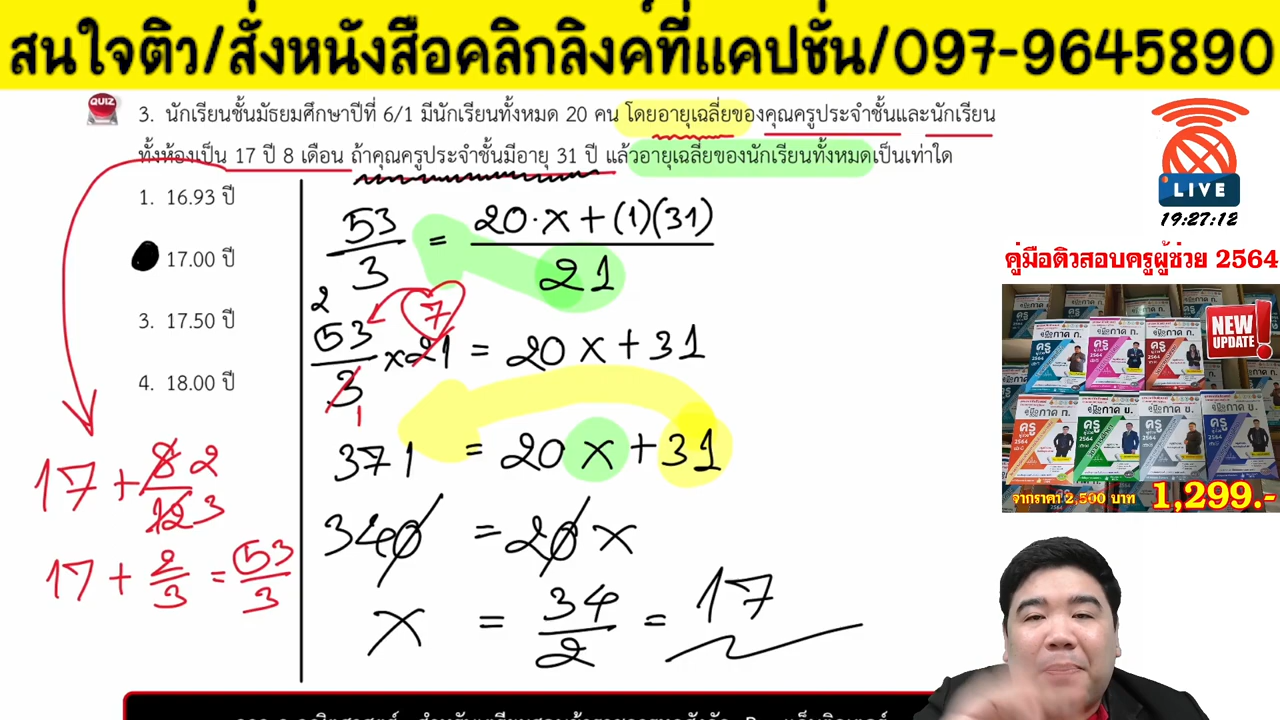 สนใจติว/สั่งหนังสือคลิกลิงค์ที่แคปชั่น/097-9645890
QUIZ
3. นักเรียนชั้นมัธยมศึกษาปีที่ 6/1 มีนักเรียนทั้งหมด 20 คน โดยอายุเฉลี่ยของคุณครูประจำชั้นและนักเรียน
ทั้งห้องเป็น 17 ปี 8 เดือน ถ้าคุณครูประจำชั้นมีอายุ 31 ปี แล้วอายุเฉลี่ยของนักเรียนทั้งหมดเป็นเท่าใด
1. 16.93 ปี
17.00 ปี
3. 17.50 ปี
4. 18.00 ปี
17 + 8/12 2/3
17 + 2/3 = 53/3
53/3 = 20·x + (1)(31) / 21
2 7
53/3 × 21 = 20x + 31
1
371 = 20x + 31
340 = 20x
x = 34/2 = 17
LIVE
19:27:12
คู่มือติวสอบครูผู้ช่วย 2564
NEW
UPDATE!
จากราคา 2,500 บาท 1,299.-